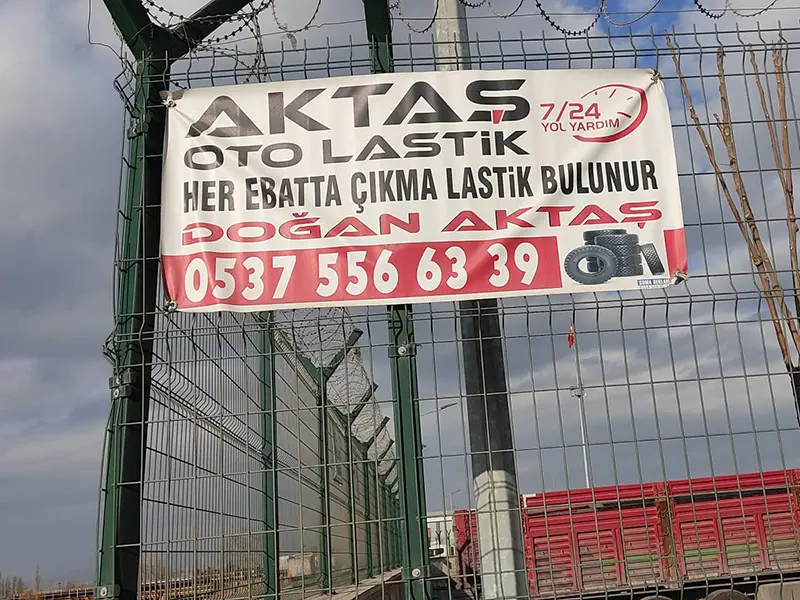 AKTAŞ
7/24
YOL YARDIM
OTO LASTİK
HER EBATTA ÇIKMA LASTİK BULUNUR
DOĞAN AKTAŞ
0537 556 63 39